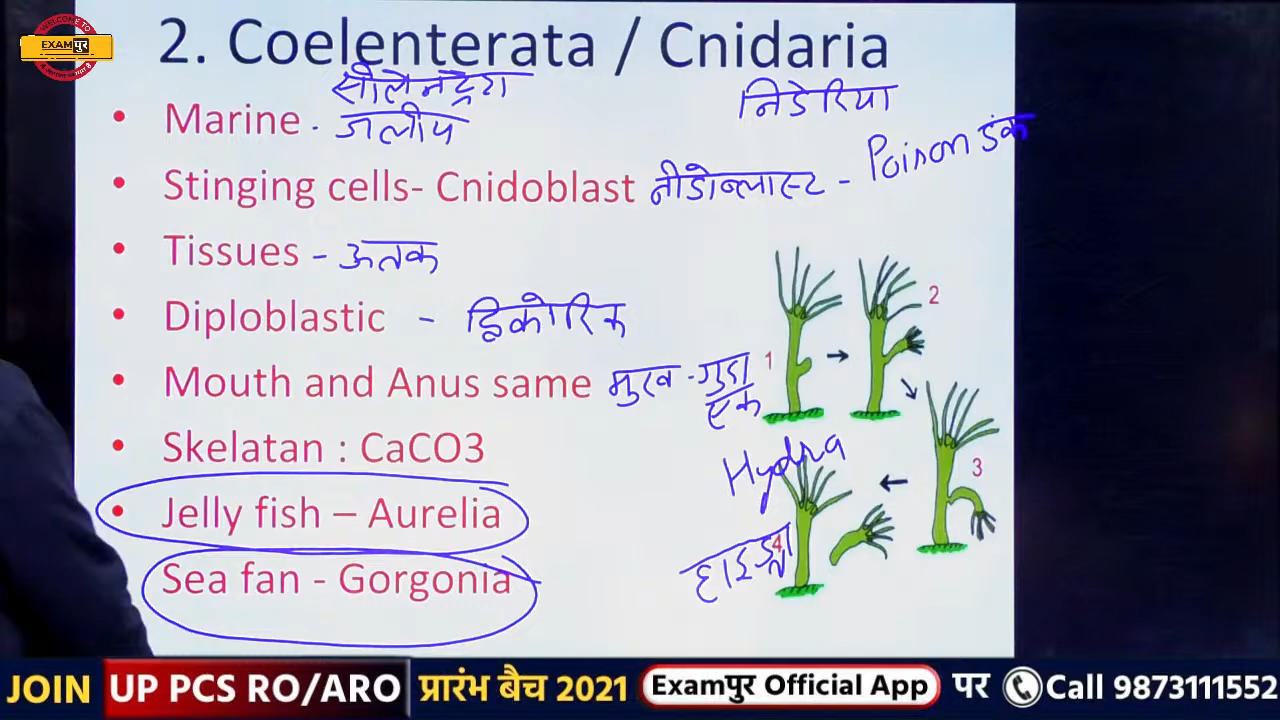 WELCOME TO
EXAMपुर
2. Coelenterata / Cnidaria
सीलेनट्रेटा
निडेरिया
• Marine - जलीय
• Stinging cells- Cnidoblast नीडोब्लास्ट - Poison डंक
• Tissues - ऊतक
• Diploblastic - द्विकोरिक
• Mouth and Anus same मुख - गुदा
एक
• Skelatan : CaCO3
• Jelly fish – Aurelia
Sea fan - Gorgonia
1
2
3
4
Hydra
हाइड्रा
JOIN UP PCS RO/ARO प्रारंभ बैच 2021 Examपुर Official App पर Call 9873111552